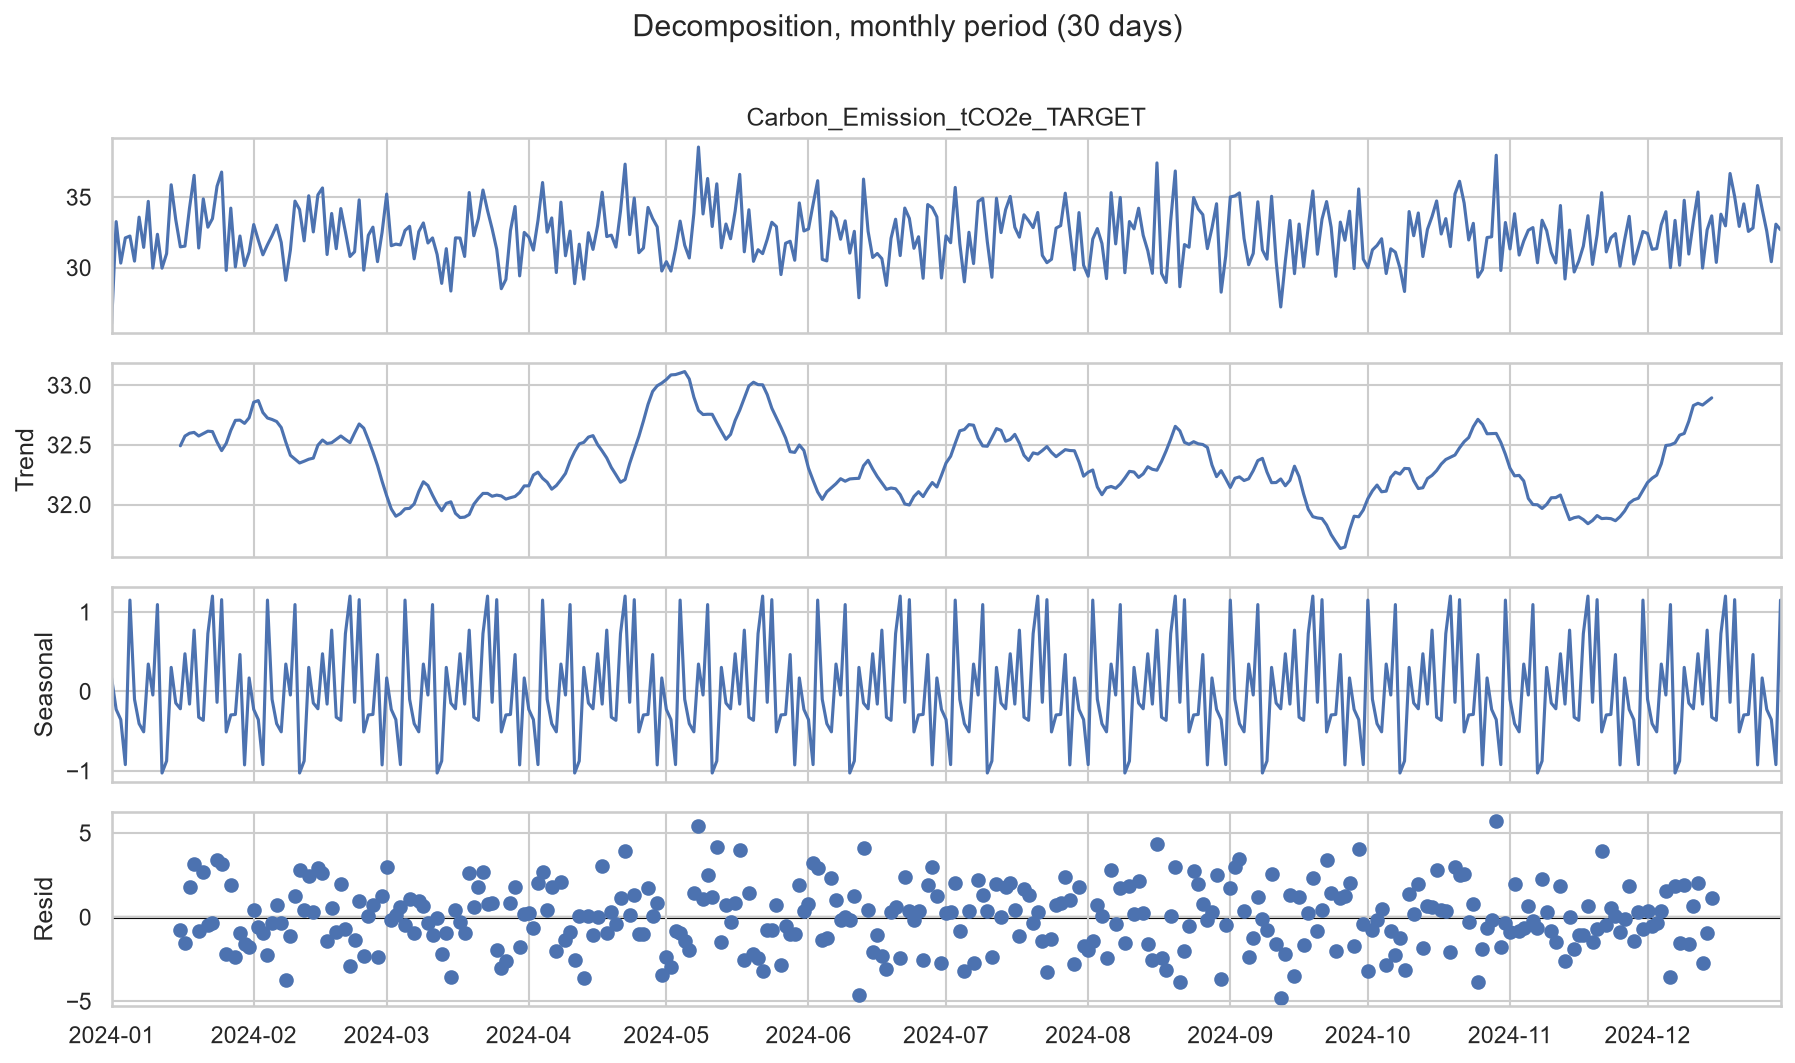 Decomposition, monthly period (30 days)
Carbon_Emission_tCO2e_TARGET
35
30
Trend
33.0
32.5
32.0
Seasonal
1
0
−1
Resid
5
0
−5
2024-01 2024-02 2024-03 2024-04 2024-05 2024-06 2024-07 2024-08 2024-09 2024-10 2024-11 2024-12